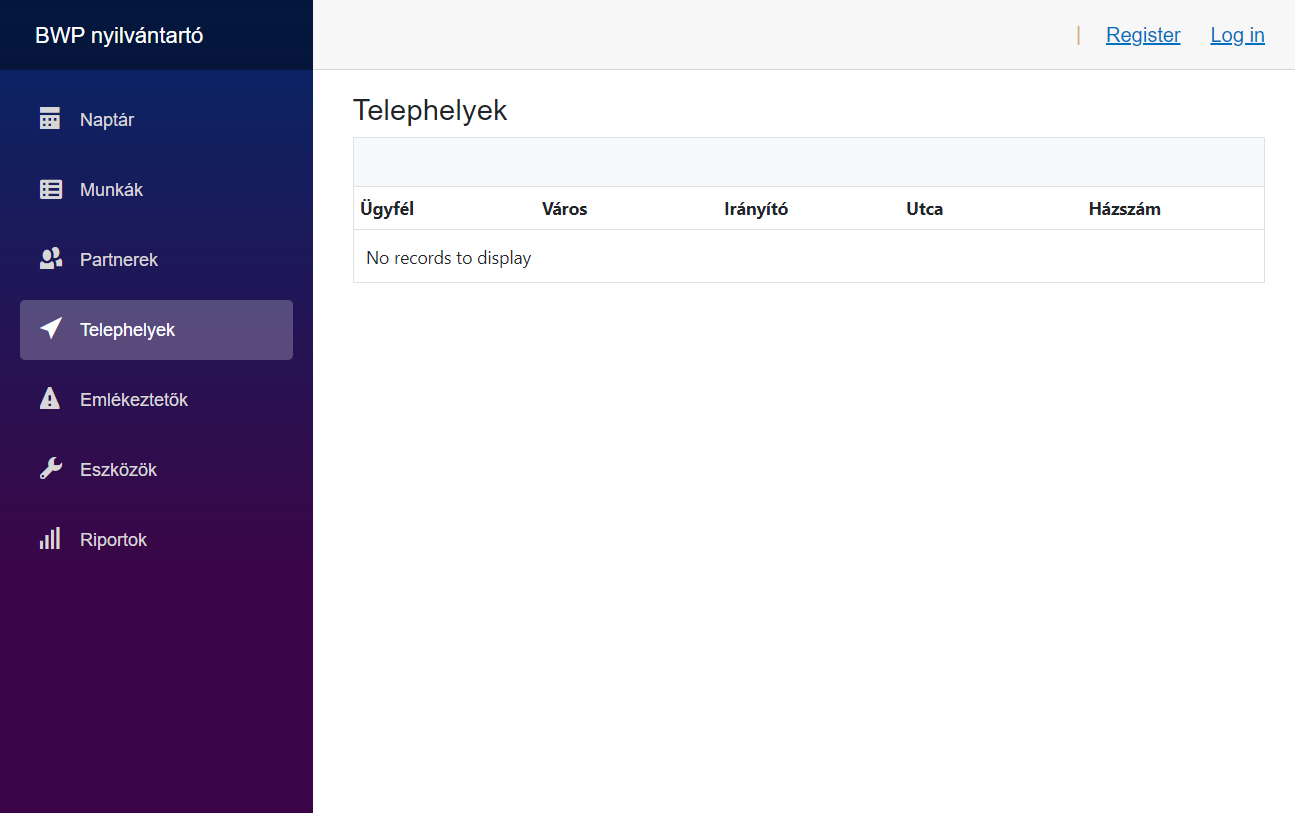 BWP nyilvántartó
| Register Log in
Naptár
Munkák
Partnerek
Telephelyek
Emlékeztetők
Eszközök
Riportok
Telephelyek
Ügyfél Város Irányító Utca Házszám
No records to display